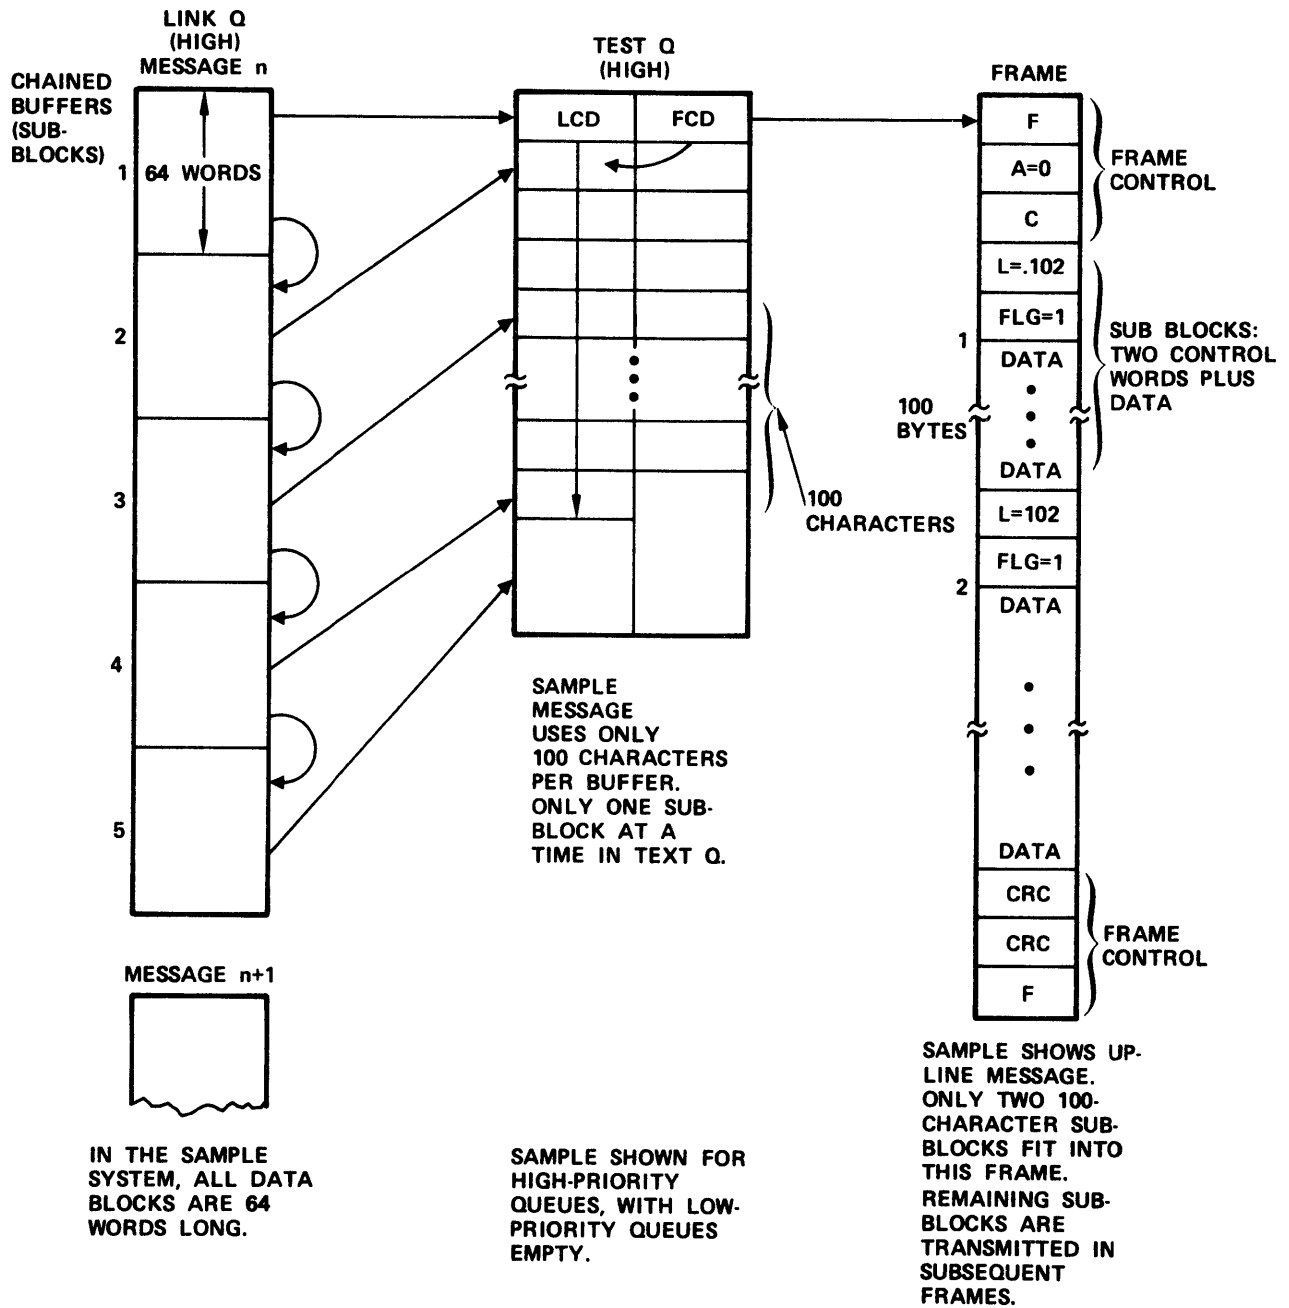 LINK Q
(HIGH)
MESSAGE n
CHAINED
BUFFERS
(SUB-
BLOCKS)
1
64 WORDS
2
3
4
5
MESSAGE n+1
IN THE SAMPLE
SYSTEM, ALL DATA
BLOCKS ARE 64
WORDS LONG.
TEST Q
(HIGH)
LCD
FCD
100
CHARACTERS
SAMPLE
MESSAGE
USES ONLY
100 CHARACTERS
PER BUFFER.
ONLY ONE SUB-
BLOCK AT A
TIME IN TEXT Q.
SAMPLE SHOWN FOR
HIGH-PRIORITY
QUEUES, WITH LOW-
PRIORITY QUEUES
EMPTY.
FRAME
F
A=0
C
FRAME
CONTROL
L=.102
FLG=1
1
DATA
100
BYTES
DATA
SUB BLOCKS:
TWO CONTROL
WORDS PLUS
DATA
L=102
FLG=1
2
DATA
DATA
CRC
CRC
F
FRAME
CONTROL
SAMPLE SHOWS UP-
LINE MESSAGE.
ONLY TWO 100-
CHARACTER SUB-
BLOCKS FIT INTO
THIS FRAME.
REMAINING SUB-
BLOCKS ARE
TRANSMITTED IN
SUBSEQUENT
FRAMES.